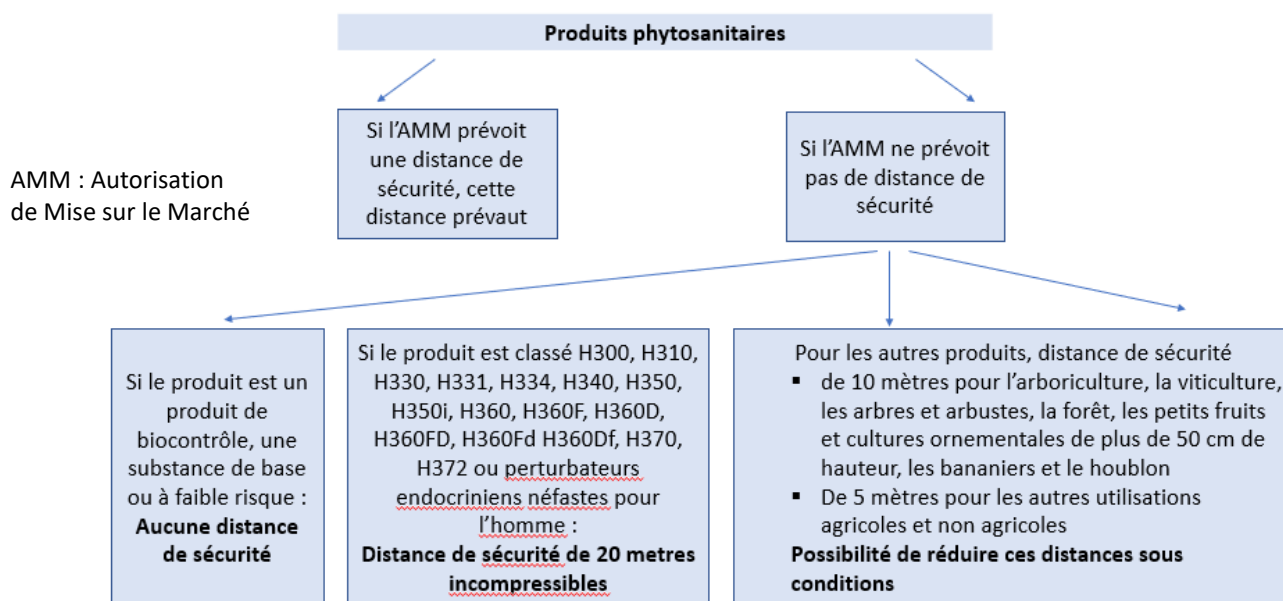 Produits phytosanitaires
Si l'AMM prévoit
une distance de
sécurité, cette
distance prévaut
Si l'AMM ne prévoit
pas de distance de
sécurité
AMM : Autorisation
de Mise sur le Marché
Si le produit est un
produit de
biocontrôle, une
substance de base
ou à faible risque :
Aucune distance
de sécurité
Si le produit est classé H300, H310,
H330, H331, H334, H340, H350,
H350i, H360, H360F, H360D,
H360FD, H360Fd H360Df, H370,
H372 ou perturbateurs
endocriniens néfastes pour
l'homme :
Distance de sécurité de 20 metres
incompressibles
Pour les autres produits, distance de sécurité
▪ de 10 mètres pour l'arboriculture, la viticulture,
les arbres et arbustes, la forêt, les petits fruits
et cultures ornementales de plus de 50 cm de
hauteur, les bananiers et le houblon
▪ De 5 mètres pour les autres utilisations
agricoles et non agricoles
Possibilité de réduire ces distances sous
conditions